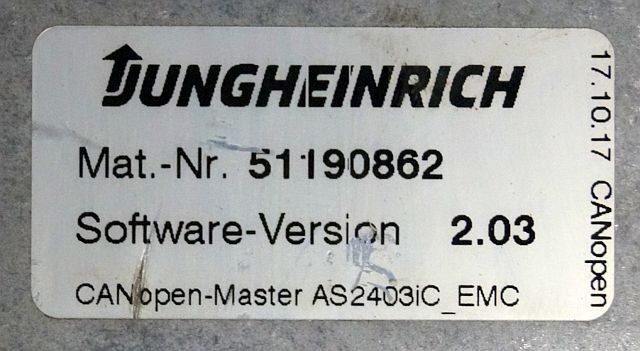 JUNGHEINRICH
Mat.-Nr. 51190862
Software-Version 2.03
CANopen-Master AS2403iC_EMC
17.10.17 CANopen